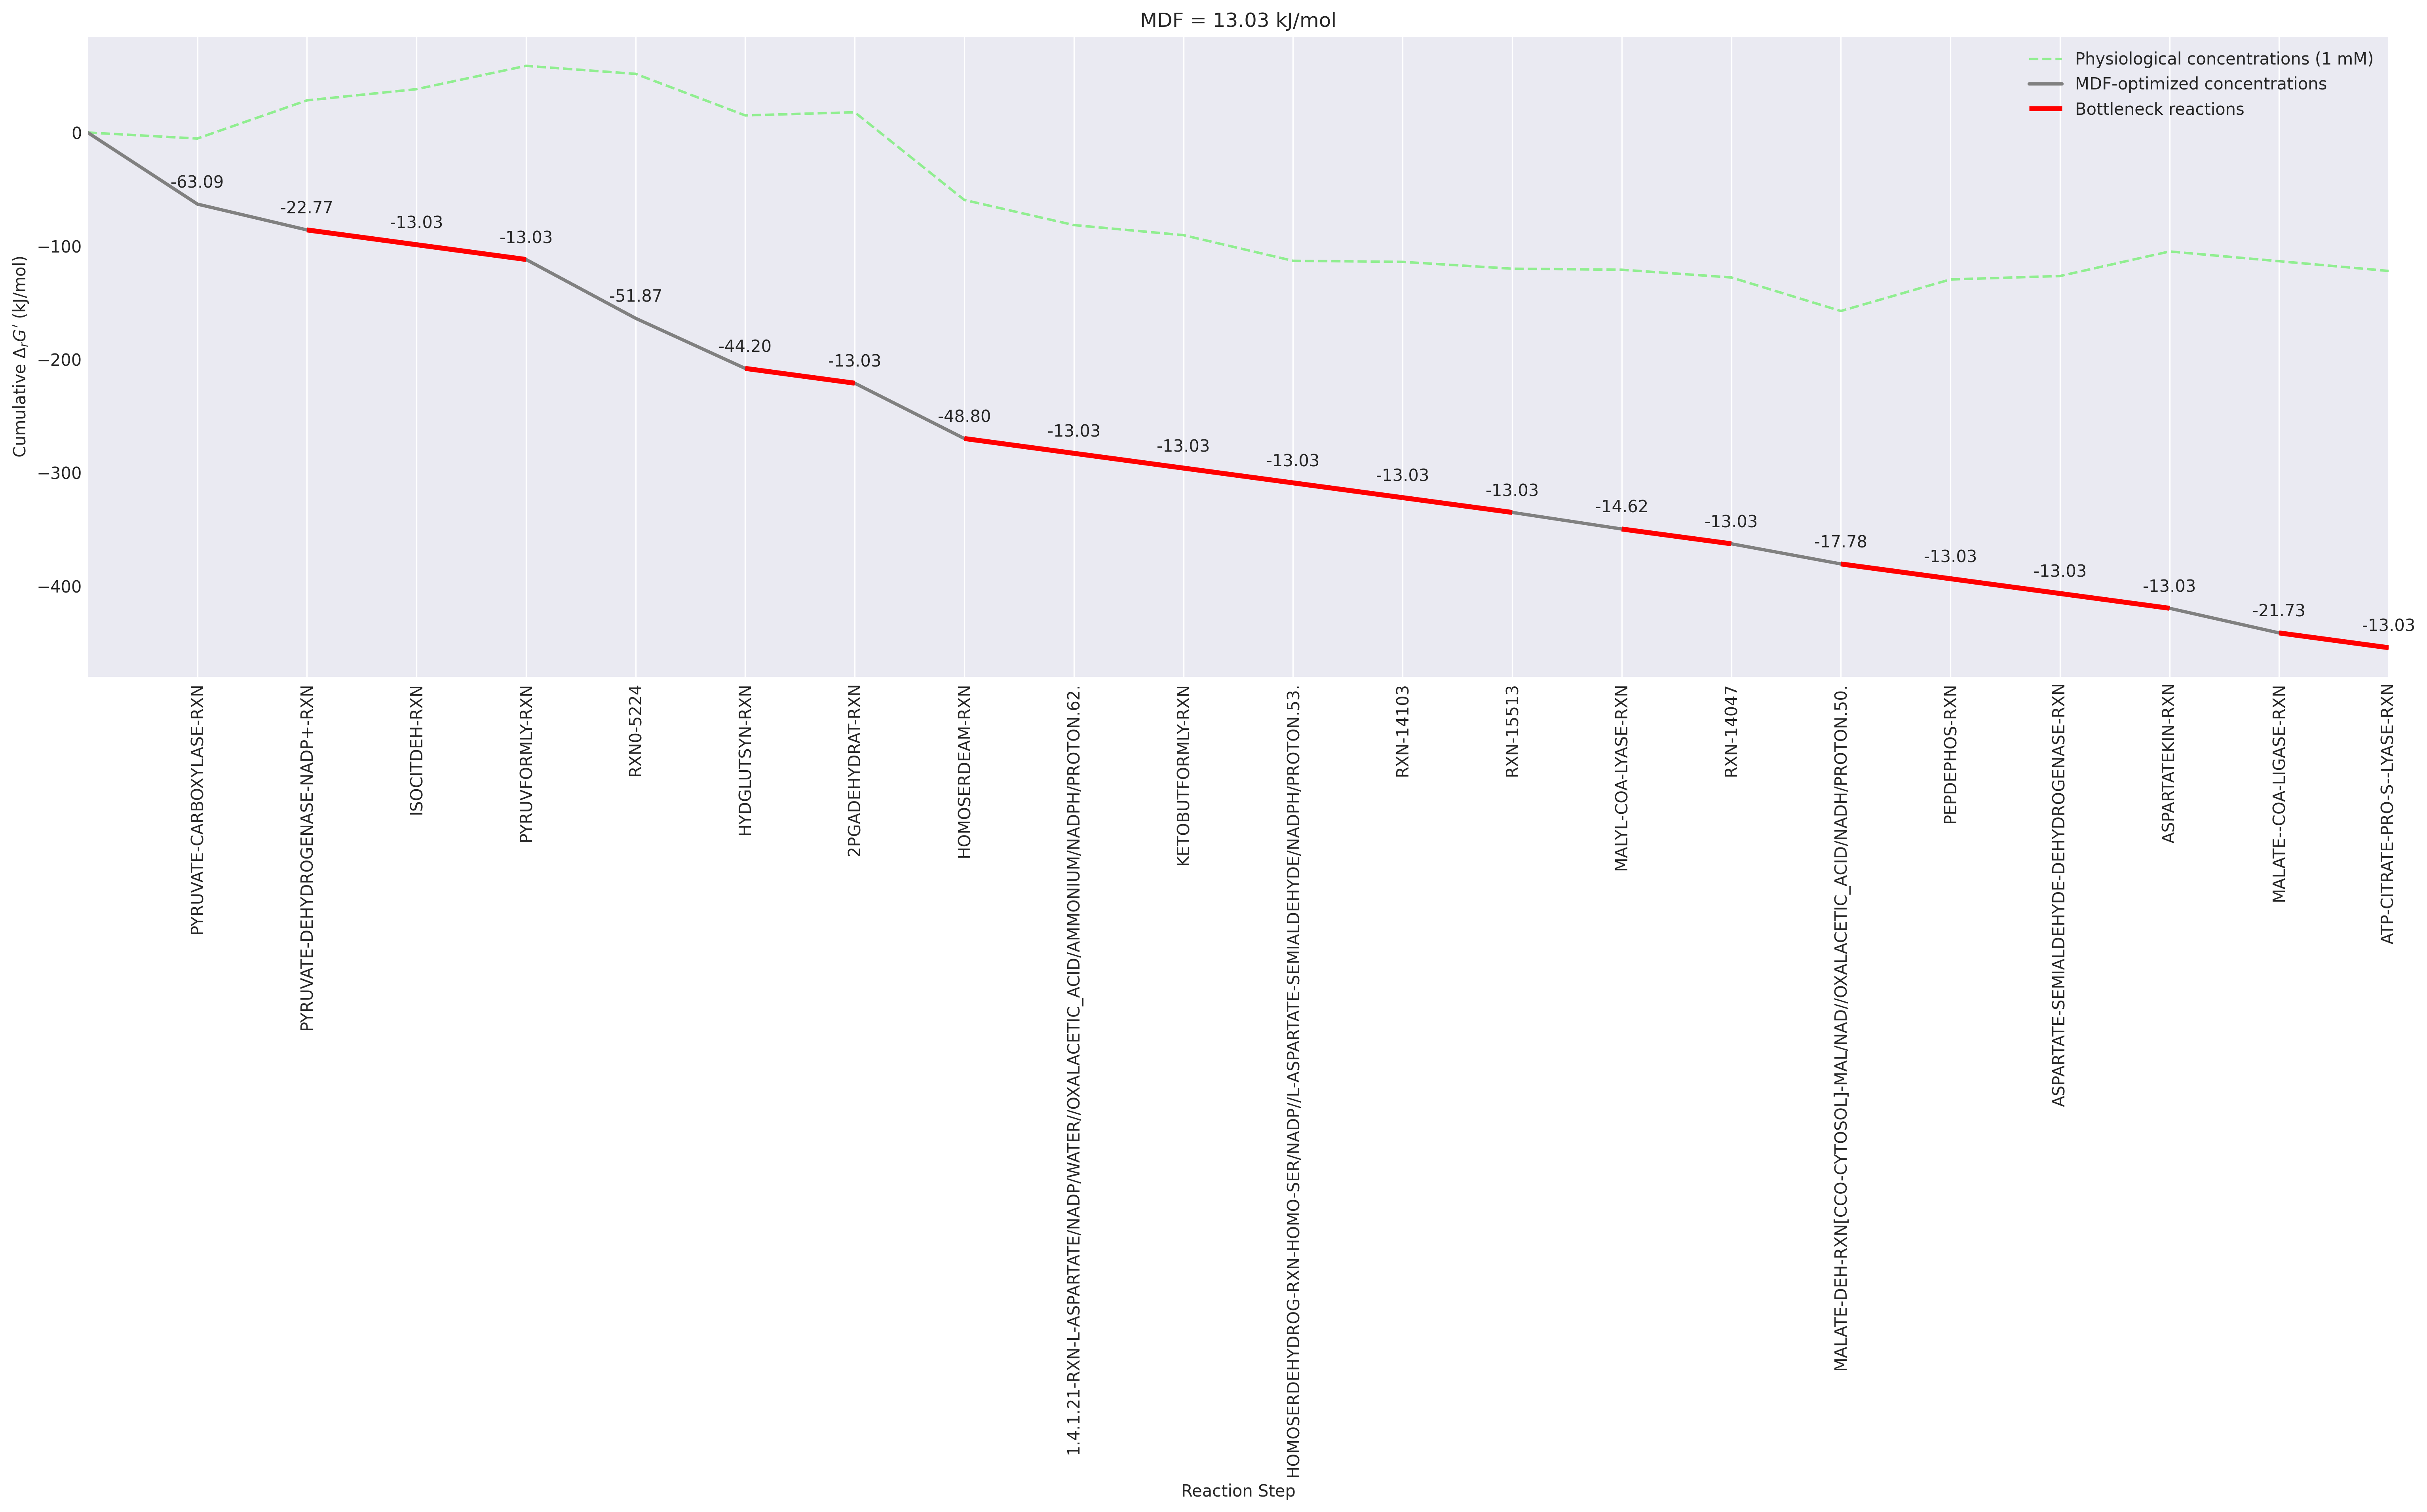 MDF = 13.03 kJ/mol
Physiological concentrations (1 mM)
MDF-optimized concentrations
Bottleneck reactions
Cumulative ΔrG′ (kJ/mol)
0
−100
−200
−300
−400
-63.09
-22.77
-13.03
-13.03
-51.87
-44.20
-13.03
-48.80
-13.03
-13.03
-13.03
-13.03
-13.03
-14.62
-13.03
-17.78
-13.03
-13.03
-13.03
-21.73
-13.03
PYRUVATE-CARBOXYLASE-RXN
PYRUVATE-DEHYDROGENASE-NADP+-RXN
ISOCITDEH-RXN
PYRUVFORMLY-RXN
RXN0-5224
HYDGLUTSYN-RXN
2PGADEHYDRAT-RXN
HOMOSERDEAM-RXN
1.4.1.21-RXN-L-ASPARTATE/NADP/WATER//OXALACETIC_ACID/AMMONIUM/NADPH/PROTON.62.
KETOBUTFORMLY-RXN
HOMOSERDEHYDROG-RXN-HOMO-SER/NADP//L-ASPARTATE-SEMIALDEHYDE/NADPH/PROTON.53.
RXN-14103
RXN-15513
MALYL-COA-LYASE-RXN
RXN-14047
MALATE-DEH-RXN[CCO-CYTOSOL]-MAL/NAD//OXALACETIC_ACID/NADH/PROTON.50.
PEPDEPHOS-RXN
ASPARTATE-SEMIALDEHYDE-DEHYDROGENASE-RXN
ASPARTATEKIN-RXN
MALATE--COA-LIGASE-RXN
ATP-CITRATE-PRO-S--LYASE-RXN
Reaction Step